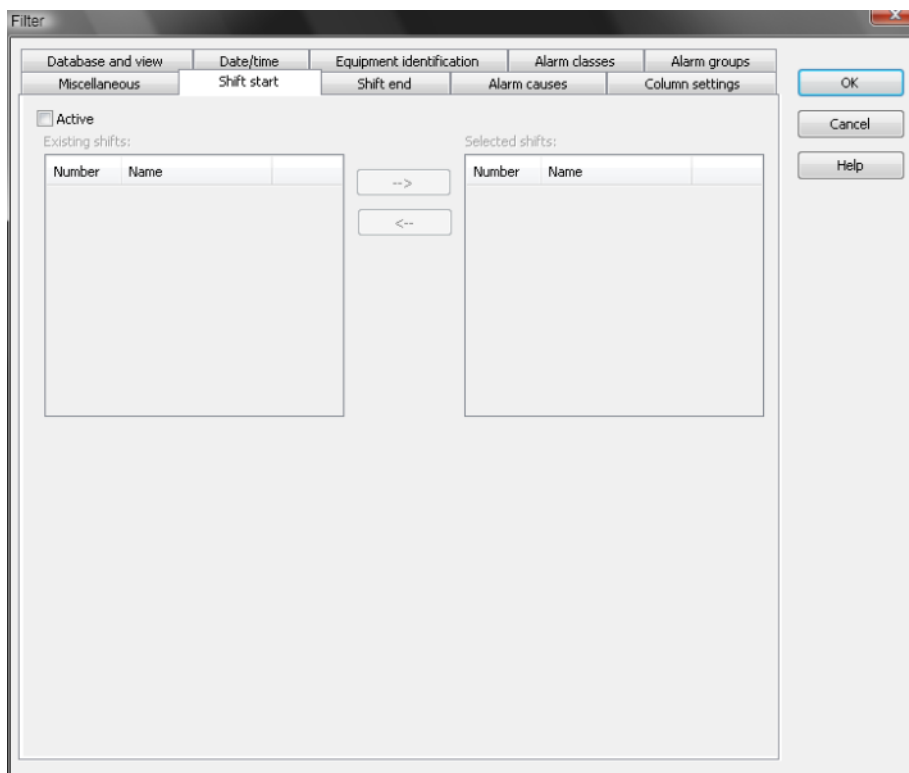 Filter
Database and view Date/time Equipment identification Alarm classes Alarm groups
Miscellaneous Shift start Shift end Alarm causes Column settings
OK
Cancel
Help
Active
Existing shifts: Selected shifts:
Number Name Number Name
-->
<--